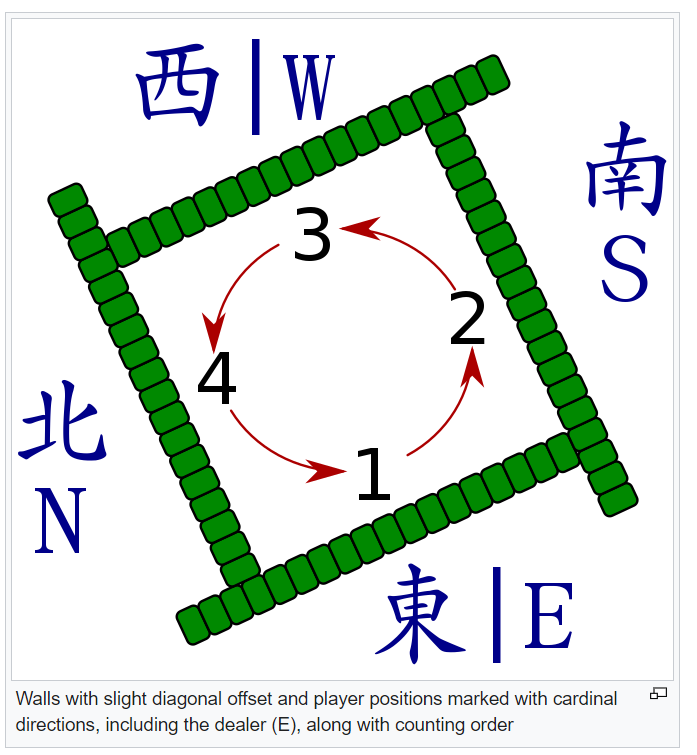 西|W
南
S
3
2
4
1
北
N
東|E
Walls with slight diagonal offset and player positions marked with cardinal
directions, including the dealer (E), along with counting order